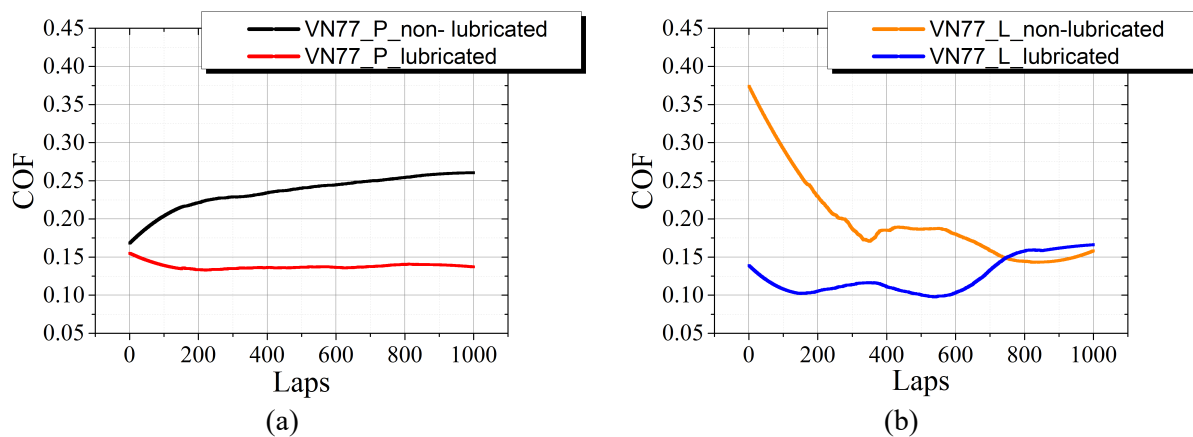 VN77_P_non- lubricated
VN77_P_lubricated
0.45
0.40
0.35
0.30
0.25
0.20
0.15
0.10
0.05
COF
0 200 400 600 800 1000
Laps
(a)
VN77_L_non-lubricated
VN77_L_lubricated
0.45
0.40
0.35
0.30
0.25
0.20
0.15
0.10
0.05
COF
0 200 400 600 800 1000
Laps
(b)